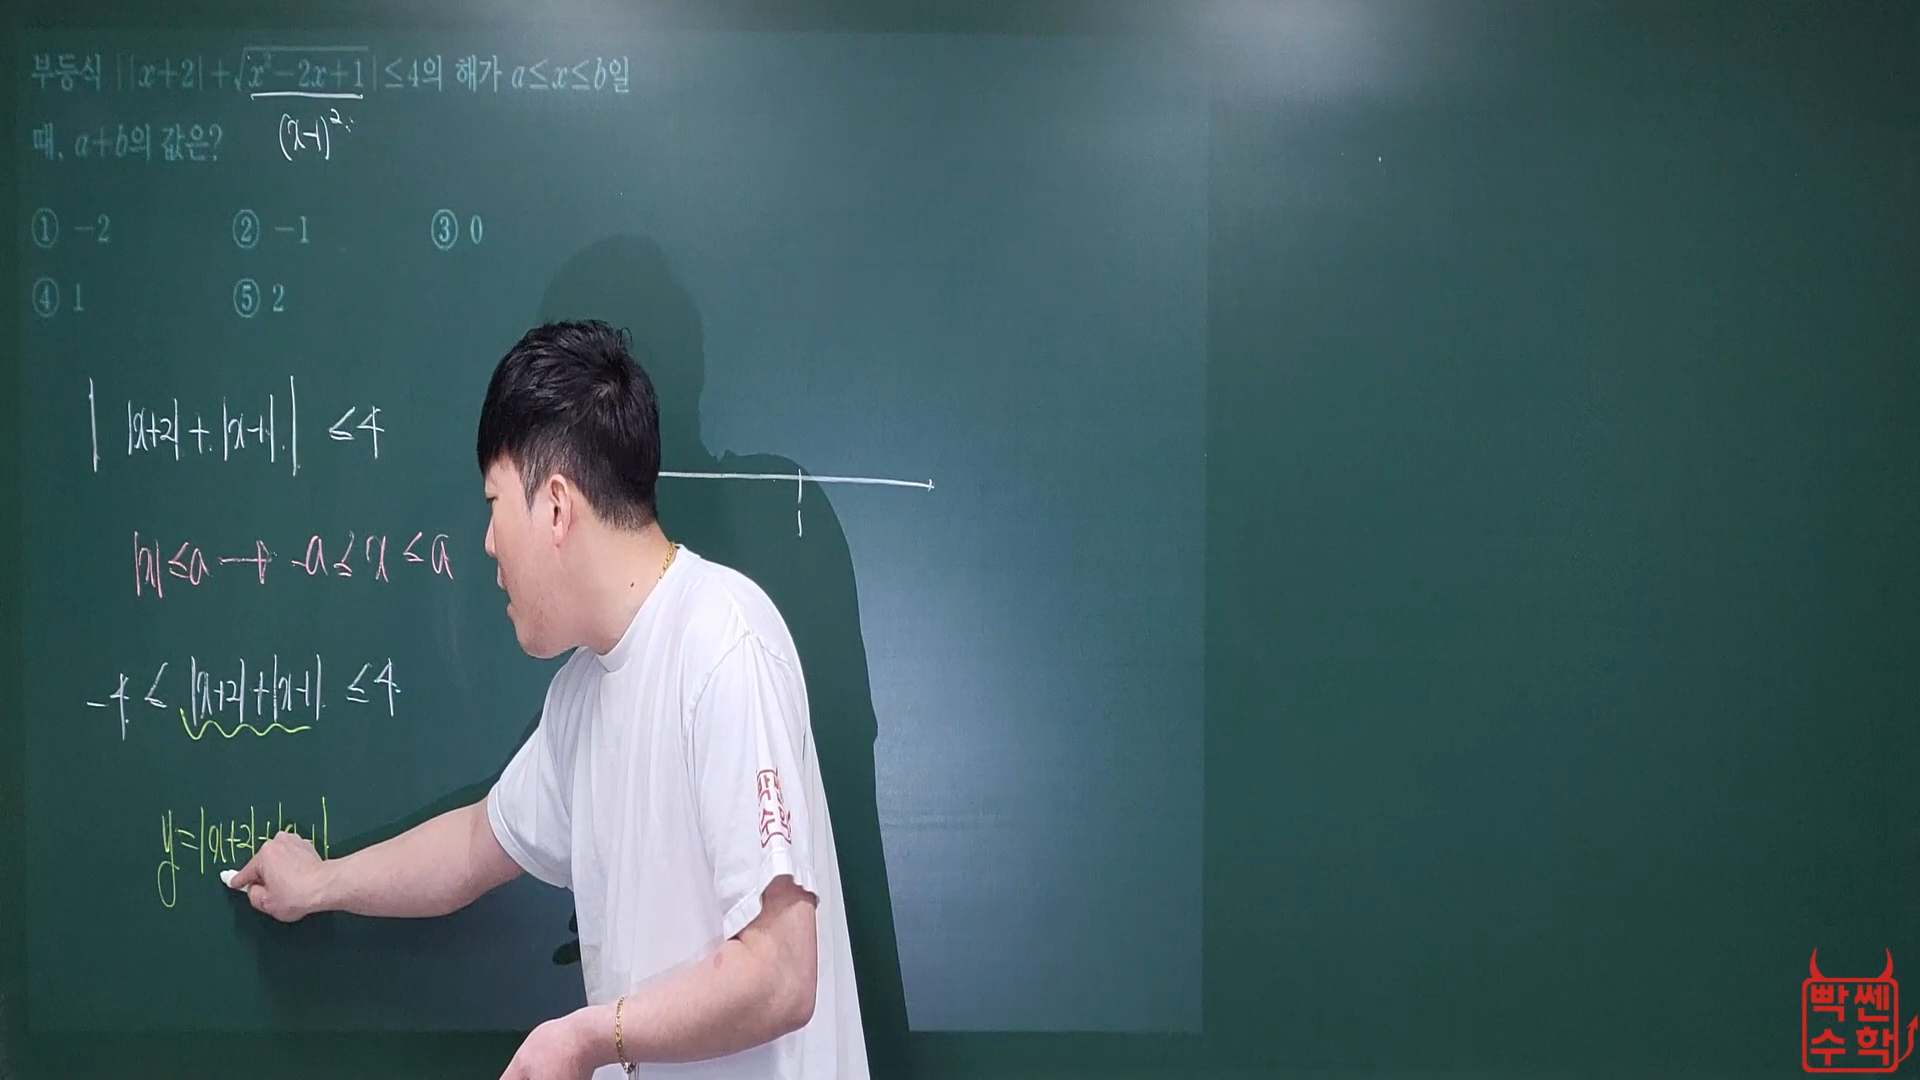 부등식 ||x+2|+√x²-2x+1|≤4의 해가 a≤x≤b일
때, a+b의 값은?
(x-1)²
① -2 ② -1 ③ 0
④ 1 ⑤ 2
| |x+2| + |x-1| | ≤4
1
|x|≤a → -a≤x≤a
-4≤|x+2|+|x-1|≤4
y=|x+2|+
빡쎈
수학